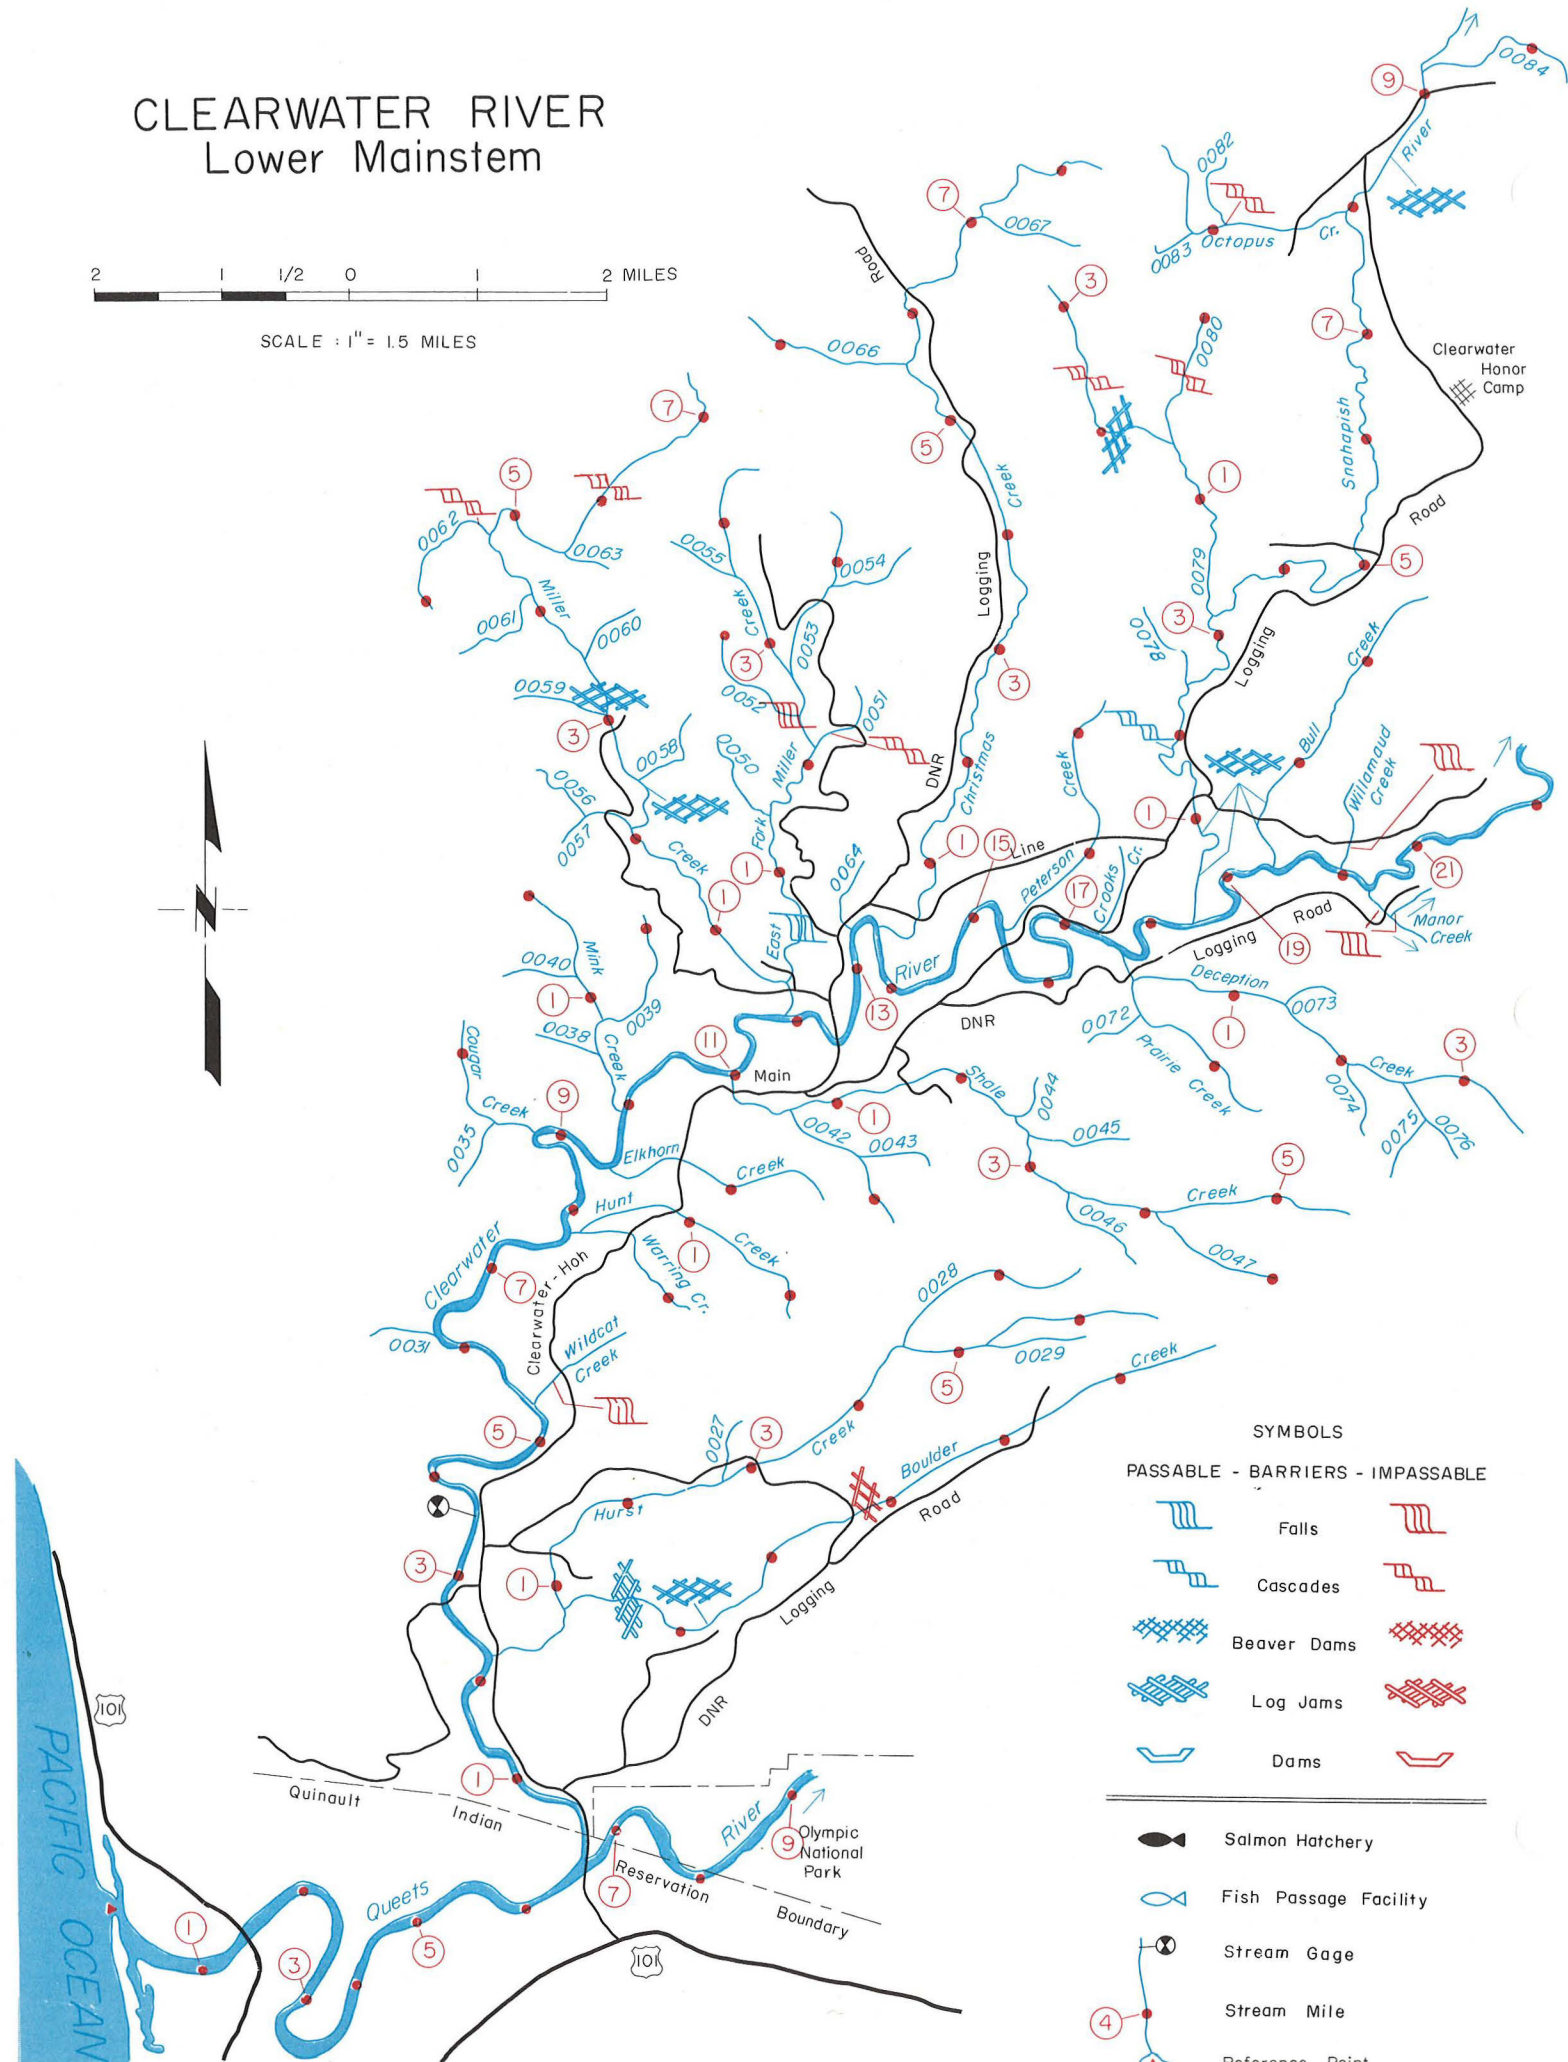 CLEARWATER RIVER
Lower Mainstem
2 1 1/2 0 1 2 MILES
SCALE : 1" = 1.5 MILES
0084
9
River
0082
7
0067
0083 Octopus Cr.
Road
3
0080
7
Clearwater
Honor
Camp
0066
7
5
Snahapish
5
Creek
1
Road
0062
0063
0055
0054
Logging
0079
5
Miller
0061
0060
Creek
0053
3
3
0078
Logging
Creek
0059
0052
0051
3
3
0058
0050
Miller
DNR
Christmas
Creek
Bull
Willamaud
Creek
0056
0057
Fork
1
1
15
Line
Creek
1
0064
Peterson
Cr.
Crooks
17
21
1
East
Road
Manor
Creek
Mink
0040
River
Logging
19
1
13
Deception
0073
0039
DNR
0072
1
0038
Creek
Cougar
11
Main
Prairie Creek
3
Shale
0044
Creek
0074
9
Creek
1
0042
0043
0045
0075
0076
0035
Elkhorn
Creek
3
5
Hunt
Creek
0046
1
Creek
Warring Cr.
0047
Clearwater
7
Clearwater-Hoh
0028
0031
Wildcat
Creek
0029
Creek
5
5
0027
3
Creek
Boulder
SYMBOLS
PASSABLE - BARRIERS - IMPASSABLE
Hurst
Road
Falls
3
1
Cascades
Logging
Beaver Dams
Log Jams
101
DNR
Dams
1
Quinault
Indian
River
9
Olympic
National
Park
Salmon Hatchery
PACIFIC OCEAN
Reservation
7
Queets
Boundary
Fish Passage Facility
1
5
101
Stream Gage
3
4
Stream Mile
Reference Point